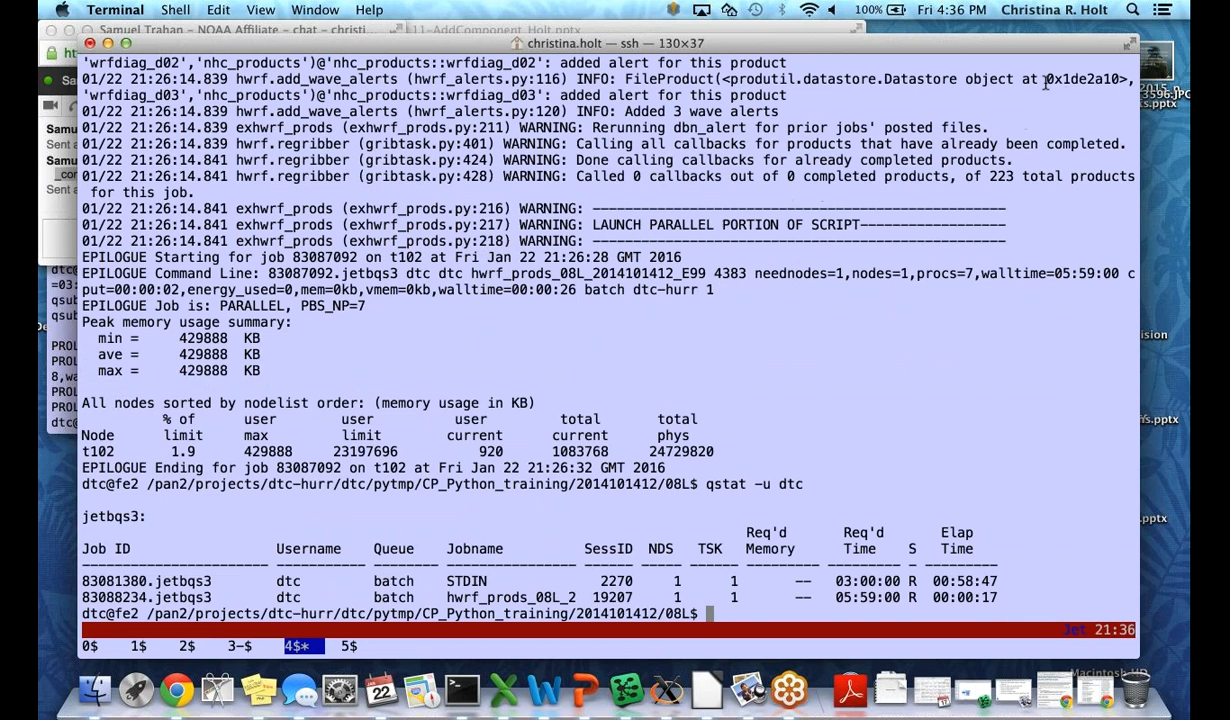 Terminal Shell Edit View Window Help 100% Fri 4:36 PM Christina R. Holt
Samuel Trahan — NOAA Affiliate - chat - christi 11-AddComponent_Holt.pptx
christina.holt — ssh — 130×37
'wrfdiag_d02','nhc_products')@'nhc_products::wrfdiag_d02': added alert for this product
01/22 21:26:14.839 hwrf.add_wave_alerts (hwrf_alerts.py:116) INFO: FileProduct(<produtil.datastore.Datastore object at 0x1de2a10>,
'wrfdiag_d03','nhc_products')@'nhc_products::wrfdiag_d03': added alert for this product
01/22 21:26:14.839 hwrf.add_wave_alerts (hwrf_alerts.py:120) INFO: Added 3 wave alerts
01/22 21:26:14.839 exhwrf_prods (exhwrf_prods.py:211) WARNING: Rerunning dbn_alert for prior jobs' posted files.
01/22 21:26:14.839 hwrf.regribber (gribtask.py:401) WARNING: Calling all callbacks for products that have already been completed.
01/22 21:26:14.841 hwrf.regribber (gribtask.py:424) WARNING: Done calling callbacks for already completed products.
01/22 21:26:14.841 hwrf.regribber (gribtask.py:428) WARNING: Called 0 callbacks out of 0 completed products, of 223 total products
for this job.
01/22 21:26:14.841 exhwrf_prods (exhwrf_prods.py:216) WARNING: ---------------------------------------------------
01/22 21:26:14.841 exhwrf_prods (exhwrf_prods.py:217) WARNING: LAUNCH PARALLEL PORTION OF SCRIPT------------------
01/22 21:26:14.841 exhwrf_prods (exhwrf_prods.py:218) WARNING: ---------------------------------------------------
EPILOGUE Starting for job 83087092 on t102 at Fri Jan 22 21:26:28 GMT 2016
EPILOGUE Command Line: 83087092.jetbqs3 dtc dtc hwrf_prods_08L_2014101412_E99 4383 neednodes=1,nodes=1,procs=7,walltime=05:59:00 c
put=00:00:02,energy_used=0,mem=0kb,vmem=0kb,walltime=00:00:26 batch dtc-hurr 1
EPILOGUE Job is: PARALLEL, PBS_NP=7
Peak memory usage summary:
min = 429888 KB
ave = 429888 KB
max = 429888 KB
All nodes sorted by nodelist order: (memory usage in KB)
% of user user user total total
Node limit max limit current current phys
t102 1.9 429888 23197696 920 1083768 24729820
EPILOGUE Ending for job 83087092 on t102 at Fri Jan 22 21:26:32 GMT 2016
dtc@fe2 /pan2/projects/dtc-hurr/dtc/pytmp/CP_Python_training/2014101412/08L$ qstat -u dtc
jetbqs3:
Req'd Req'd Elap
Job ID Username Queue Jobname SessID NDS TSK Memory Time S Time
----------------------- ----------- -------- ---------------- ------ ----- ------ --------- --------- - ---------
83081380.jetbqs3 dtc batch STDIN 2270 1 1 -- 03:00:00 R 00:58:47
83088234.jetbqs3 dtc batch hwrf_prods_08L_2 19207 1 1 -- 05:59:00 R 00:00:17
dtc@fe2 /pan2/projects/dtc-hurr/dtc/pytmp/CP_Python_training/2014101412/08L$
Jet 21:36
0$ 1$ 2$ 3-$ 4$* 5$
Macintosh HD